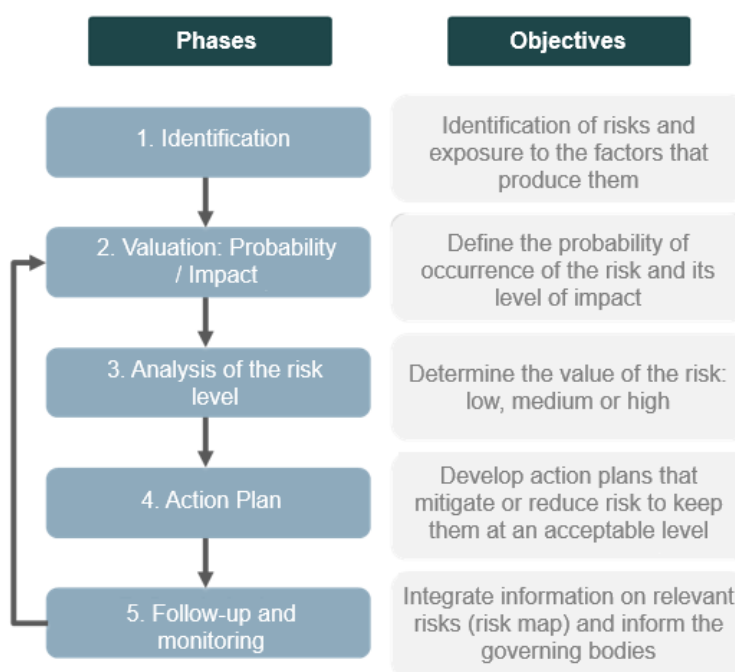 Phases
Objectives
1. Identification
Identification of risks and
exposure to the factors that
produce them
2. Valuation: Probability
/ Impact
Define the probability of
occurrence of the risk and its
level of impact
3. Analysis of the risk
level
Determine the value of the risk:
low, medium or high
4. Action Plan
Develop action plans that
mitigate or reduce risk to keep
them at an acceptable level
5. Follow-up and
monitoring
Integrate information on relevant
risks (risk map) and inform the
governing bodies